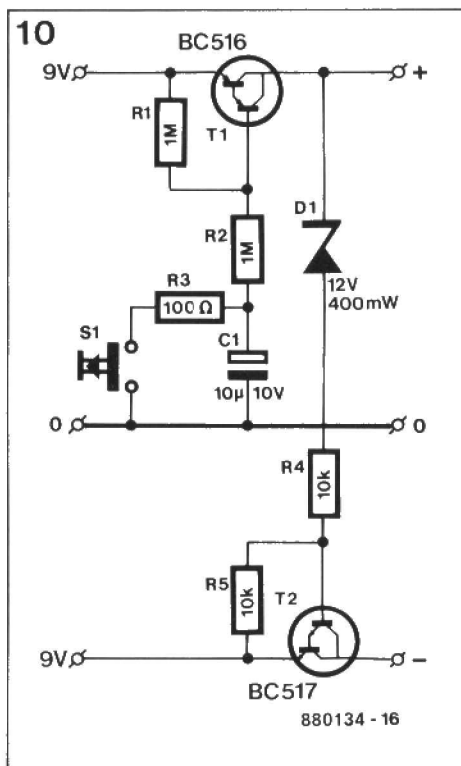 10
BC516
9V
+
R1
1M
T1
D1
R2
1M
R3
100 Ω
12V
400mW
S1
C1
10µ 10V
0
0
R4
10k
R5
10k
T2
9V
–
BC517
880134 - 16